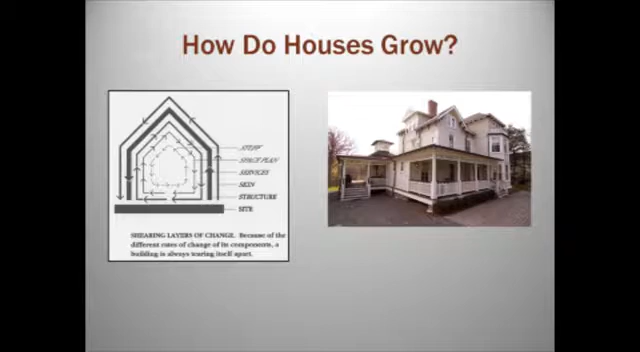 How Do Houses Grow?
STUFF
SPACE PLAN
SERVICES
SKIN
STRUCTURE
SITE
SHEARING LAYERS OF CHANGE. Because of the
different rates of change of its components, a
building is always tearing itself apart.